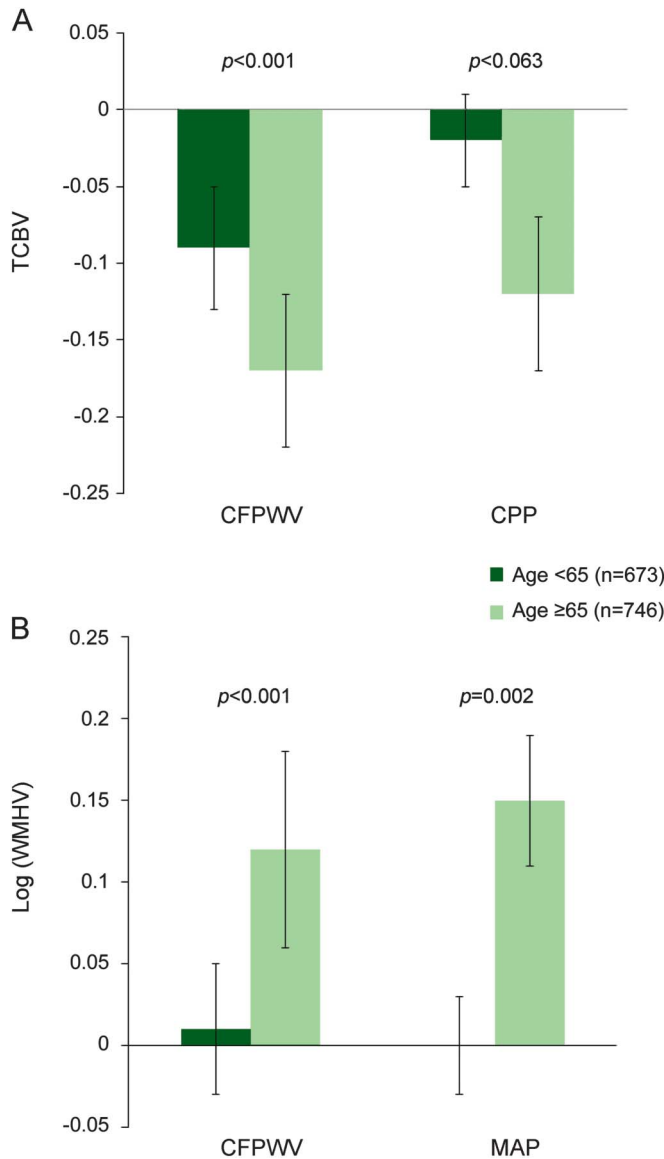 A
0.05
p<0.001 p<0.063
0
-0.05
-0.1
-0.15
-0.2
-0.25
TCBV
CFPWV CPP
Age <65 (n=673)
Age ≥65 (n=746)
B
0.25
p<0.001 p=0.002
0.2
0.15
0.1
0.05
0
-0.05
Log (WMHV)
CFPWV MAP